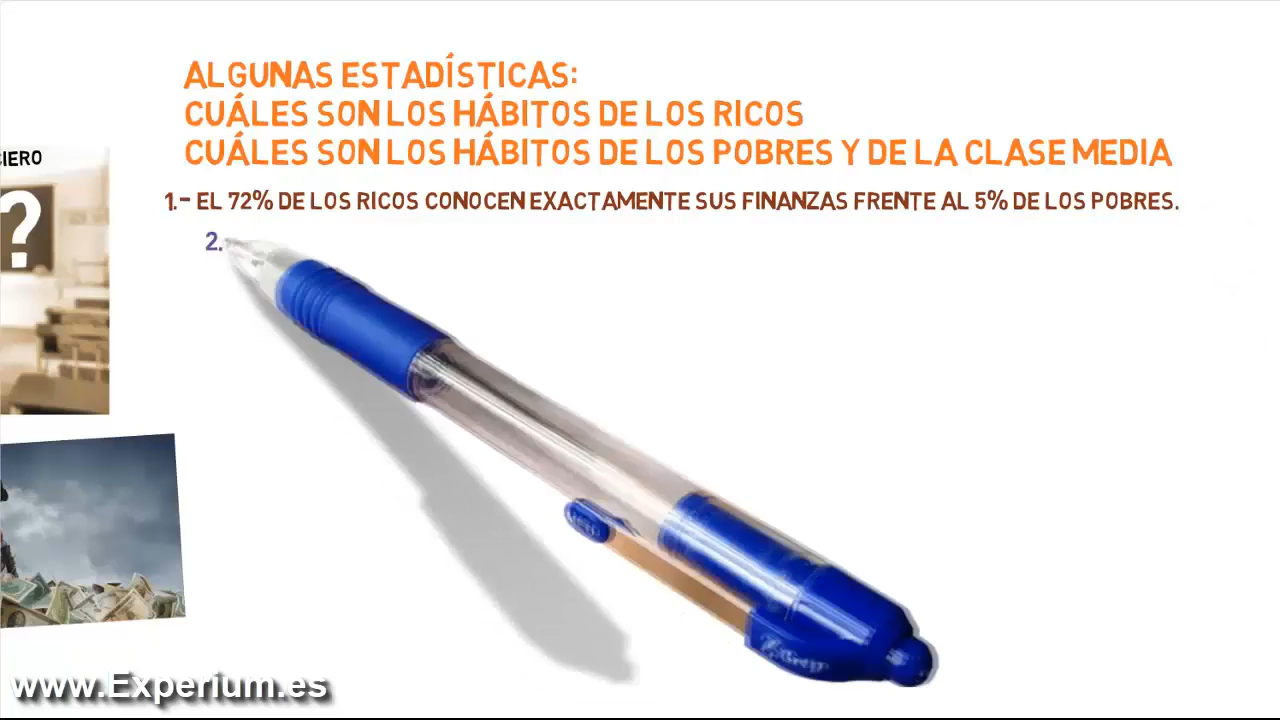 ALGUNAS ESTADÍSTICAS:
CUÁLES SON LOS HÁBITOS DE LOS RICOS
CUÁLES SON LOS HÁBITOS DE LOS POBRES Y DE LA CLASE MEDIA
CIERO
?
1.- EL 72% DE LOS RICOS CONOCEN EXACTAMENTE SUS FINANZAS FRENTE AL 5% DE LOS POBRES.
2.
www.Experium.es